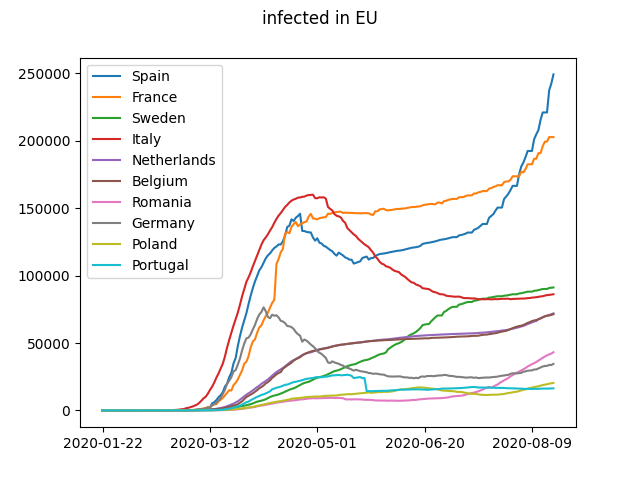 infected in EU
250000
200000
150000
100000
50000
0
Spain
France
Sweden
Italy
Netherlands
Belgium
Romania
Germany
Poland
Portugal
2020-01-22
2020-03-12
2020-05-01
2020-06-20
2020-08-09